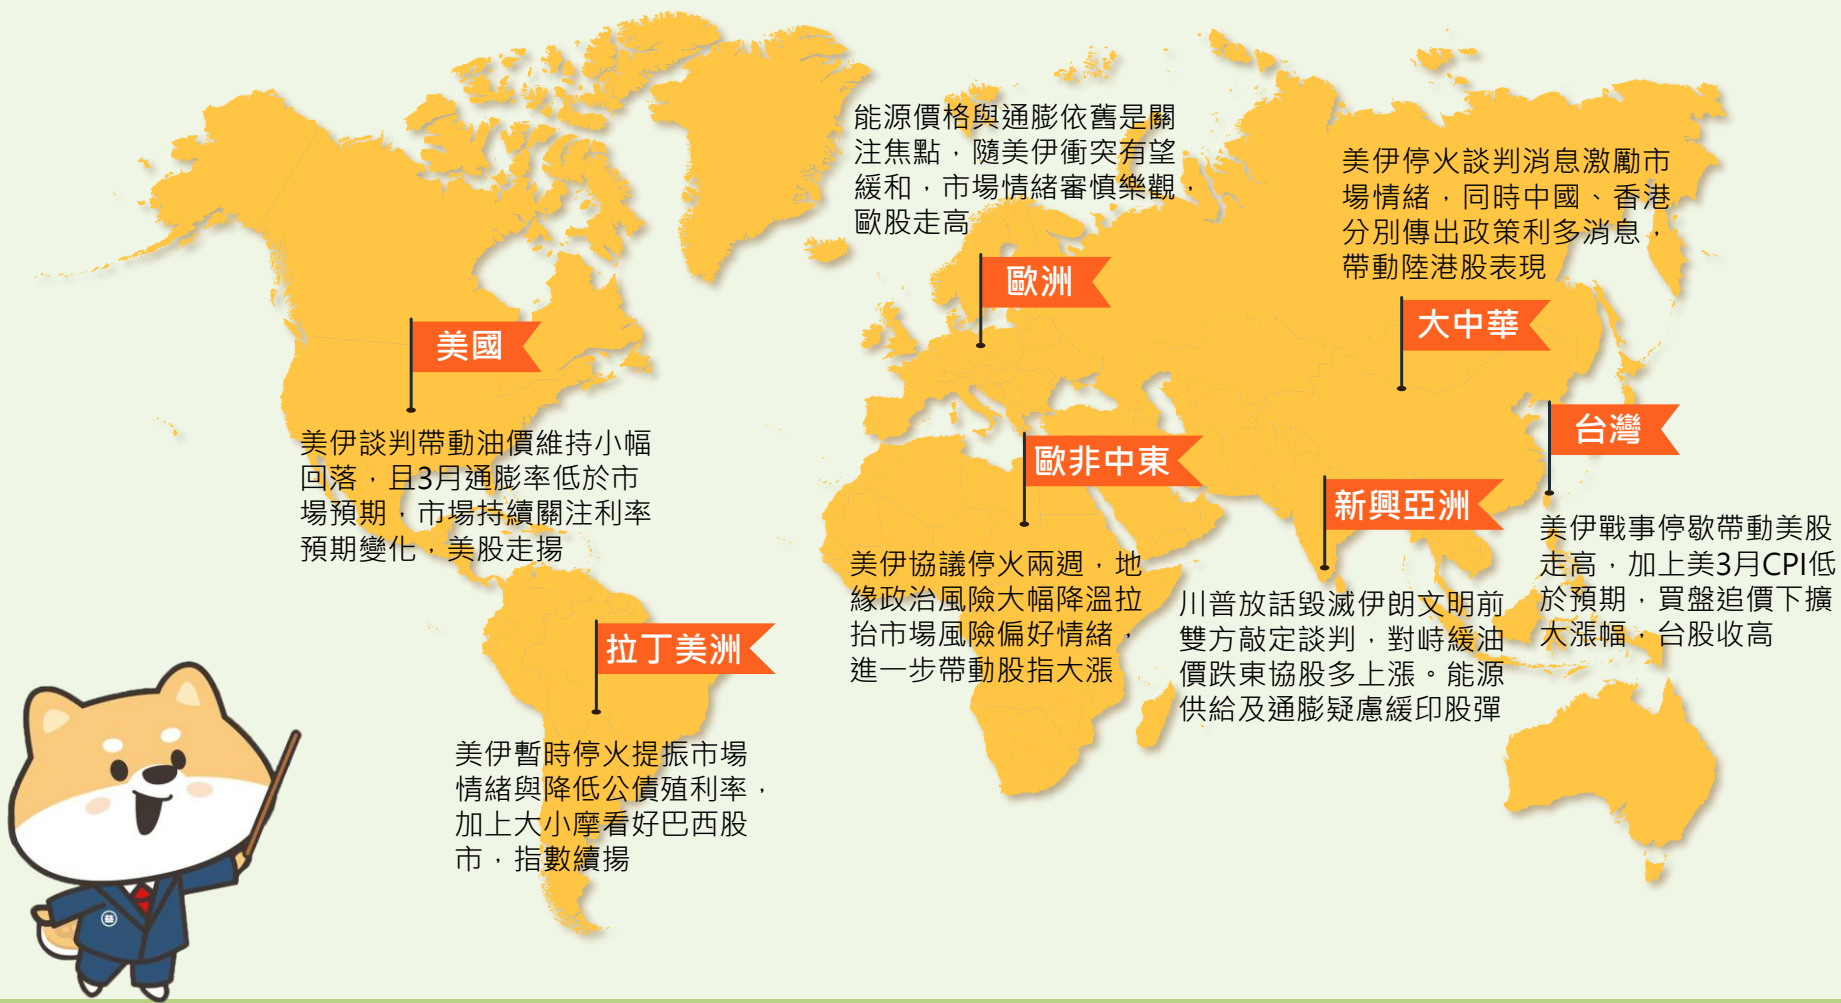 能源價格與通膨依舊是關
注焦點，隨美伊衝突有望
緩和，市場情緒審慎樂觀，
歐股走高
歐洲
美伊停火談判消息激勵市
場情緒，同時中國、香港
分別傳出政策利多消息，
帶動陸港股表現
大中華
美國
美伊談判帶動油價維持小幅
回落，且3月通膨率低於市
場預期，市場持續關注利率
預期變化，美股走揚
歐非中東
美伊協議停火兩週，地
緣政治風險大幅降溫拉
抬市場風險偏好情緒，
進一步帶動股指大漲
新興亞洲
川普放話毀滅伊朗文明前
雙方敲定談判，對峙緩油
價跌東協股多上漲。能源
供給及通膨疑慮緩印股彈
台灣
美伊戰事停歇帶動美股
走高，加上美3月CPI低
於預期，買盤追價下擴
大漲幅，台股收高
拉丁美洲
美伊暫時停火提振市場
情緒與降低公債殖利率，
加上大小摩看好巴西股
市，指數續揚